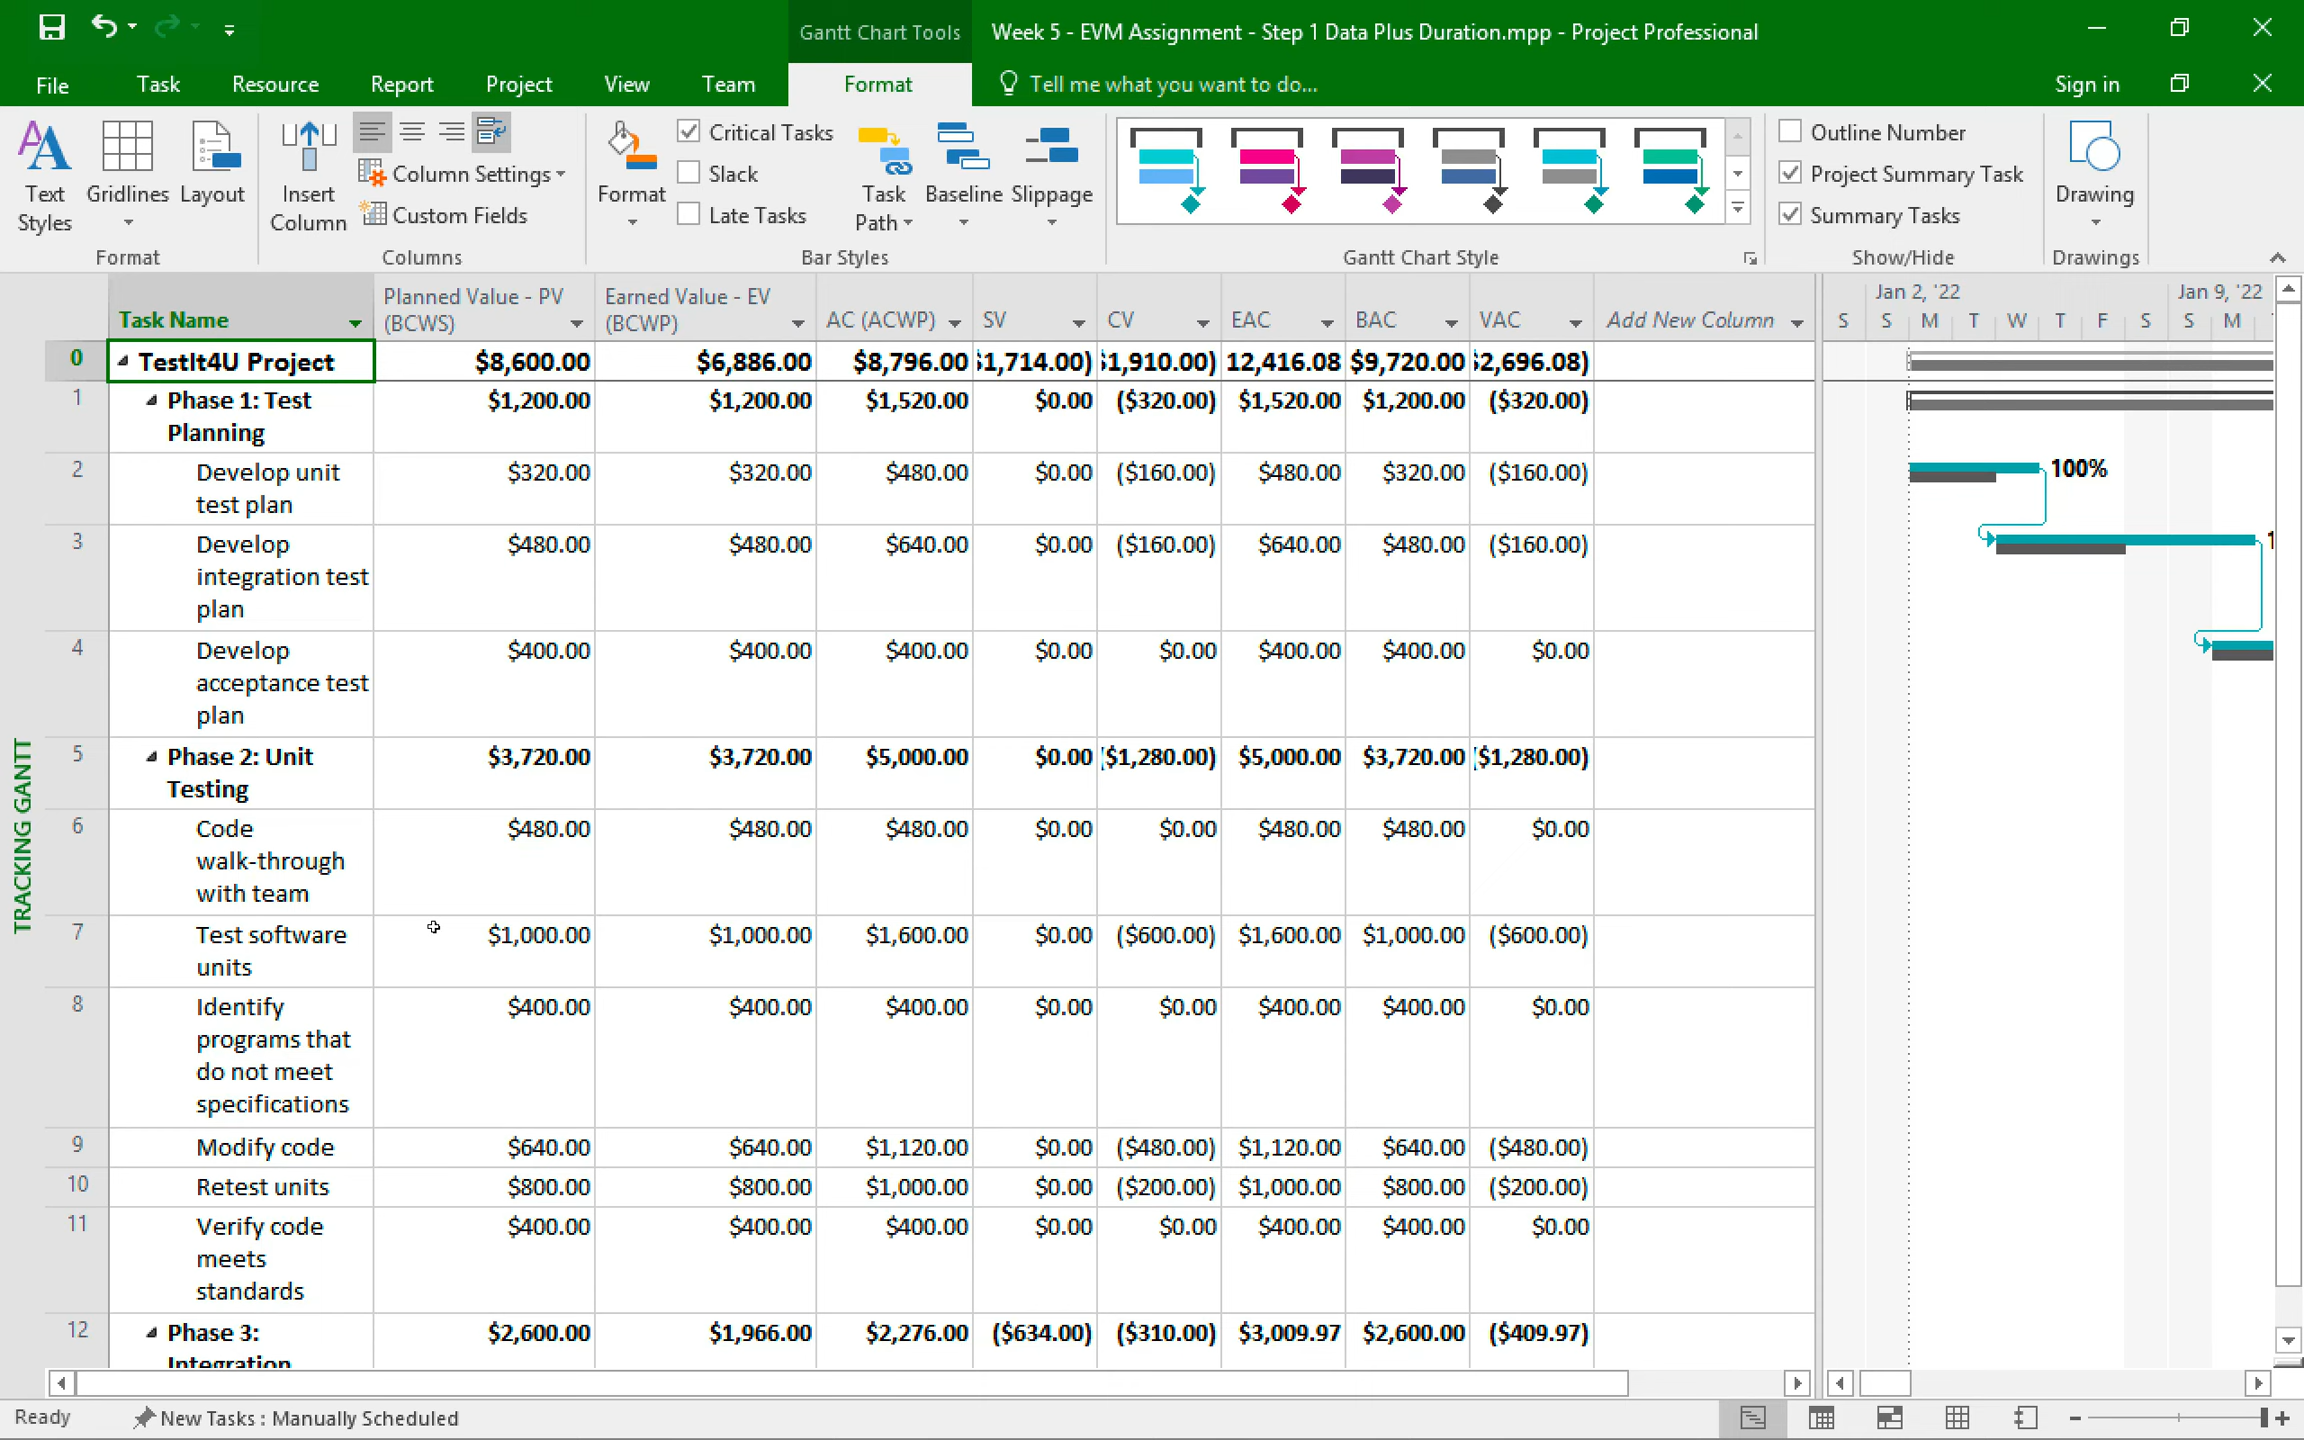 Gantt Chart Tools
Week 5 - EVM Assignment - Step 1 Data Plus Duration.mpp - Project Professional
File Task Resource Report Project View Team Format Tell me what you want to do... Sign in
Text Styles
Gridlines
Layout
Format
Insert Column
Column Settings
Custom Fields
Columns
Format
Critical Tasks
Slack
Late Tasks
Task Path
Baseline
Slippage
Bar Styles
Gantt Chart Style
Outline Number
Project Summary Task
Summary Tasks
Show/Hide
Drawing
Drawings
Task Name Planned Value - PV (BCWS) Earned Value - EV (BCWP) AC (ACWP) SV CV EAC BAC VAC Add New Column
Jan 2, '22 Jan 9, '22
S S M T W T F S S M
0 TestIt4U Project $8,600.00 $6,886.00 $8,796.00 $1,714.00) $1,910.00) 12,416.08 $9,720.00 $2,696.08)
1 Phase 1: Test Planning $1,200.00 $1,200.00 $1,520.00 $0.00 ($320.00) $1,520.00 $1,200.00 ($320.00)
2 Develop unit test plan $320.00 $320.00 $480.00 $0.00 ($160.00) $480.00 $320.00 ($160.00) 100%
3 Develop integration test plan $480.00 $480.00 $640.00 $0.00 ($160.00) $640.00 $480.00 ($160.00) 1
4 Develop acceptance test plan $400.00 $400.00 $400.00 $0.00 $0.00 $400.00 $400.00 $0.00
5 Phase 2: Unit Testing $3,720.00 $3,720.00 $5,000.00 $0.00 ($1,280.00) $5,000.00 $3,720.00 ($1,280.00)
6 Code walk-through with team $480.00 $480.00 $480.00 $0.00 $0.00 $480.00 $480.00 $0.00
7 Test software units $1,000.00 $1,000.00 $1,600.00 $0.00 ($600.00) $1,600.00 $1,000.00 ($600.00)
8 Identify programs that do not meet specifications $400.00 $400.00 $400.00 $0.00 $0.00 $400.00 $400.00 $0.00
9 Modify code $640.00 $640.00 $1,120.00 $0.00 ($480.00) $1,120.00 $640.00 ($480.00)
10 Retest units $800.00 $800.00 $1,000.00 $0.00 ($200.00) $1,000.00 $800.00 ($200.00)
11 Verify code meets standards $400.00 $400.00 $400.00 $0.00 $0.00 $400.00 $400.00 $0.00
12 Phase 3: Integration $2,600.00 $1,966.00 $2,276.00 ($634.00) ($310.00) $3,009.97 $2,600.00 ($409.97)
TRACKING GANTT
Ready New Tasks : Manually Scheduled